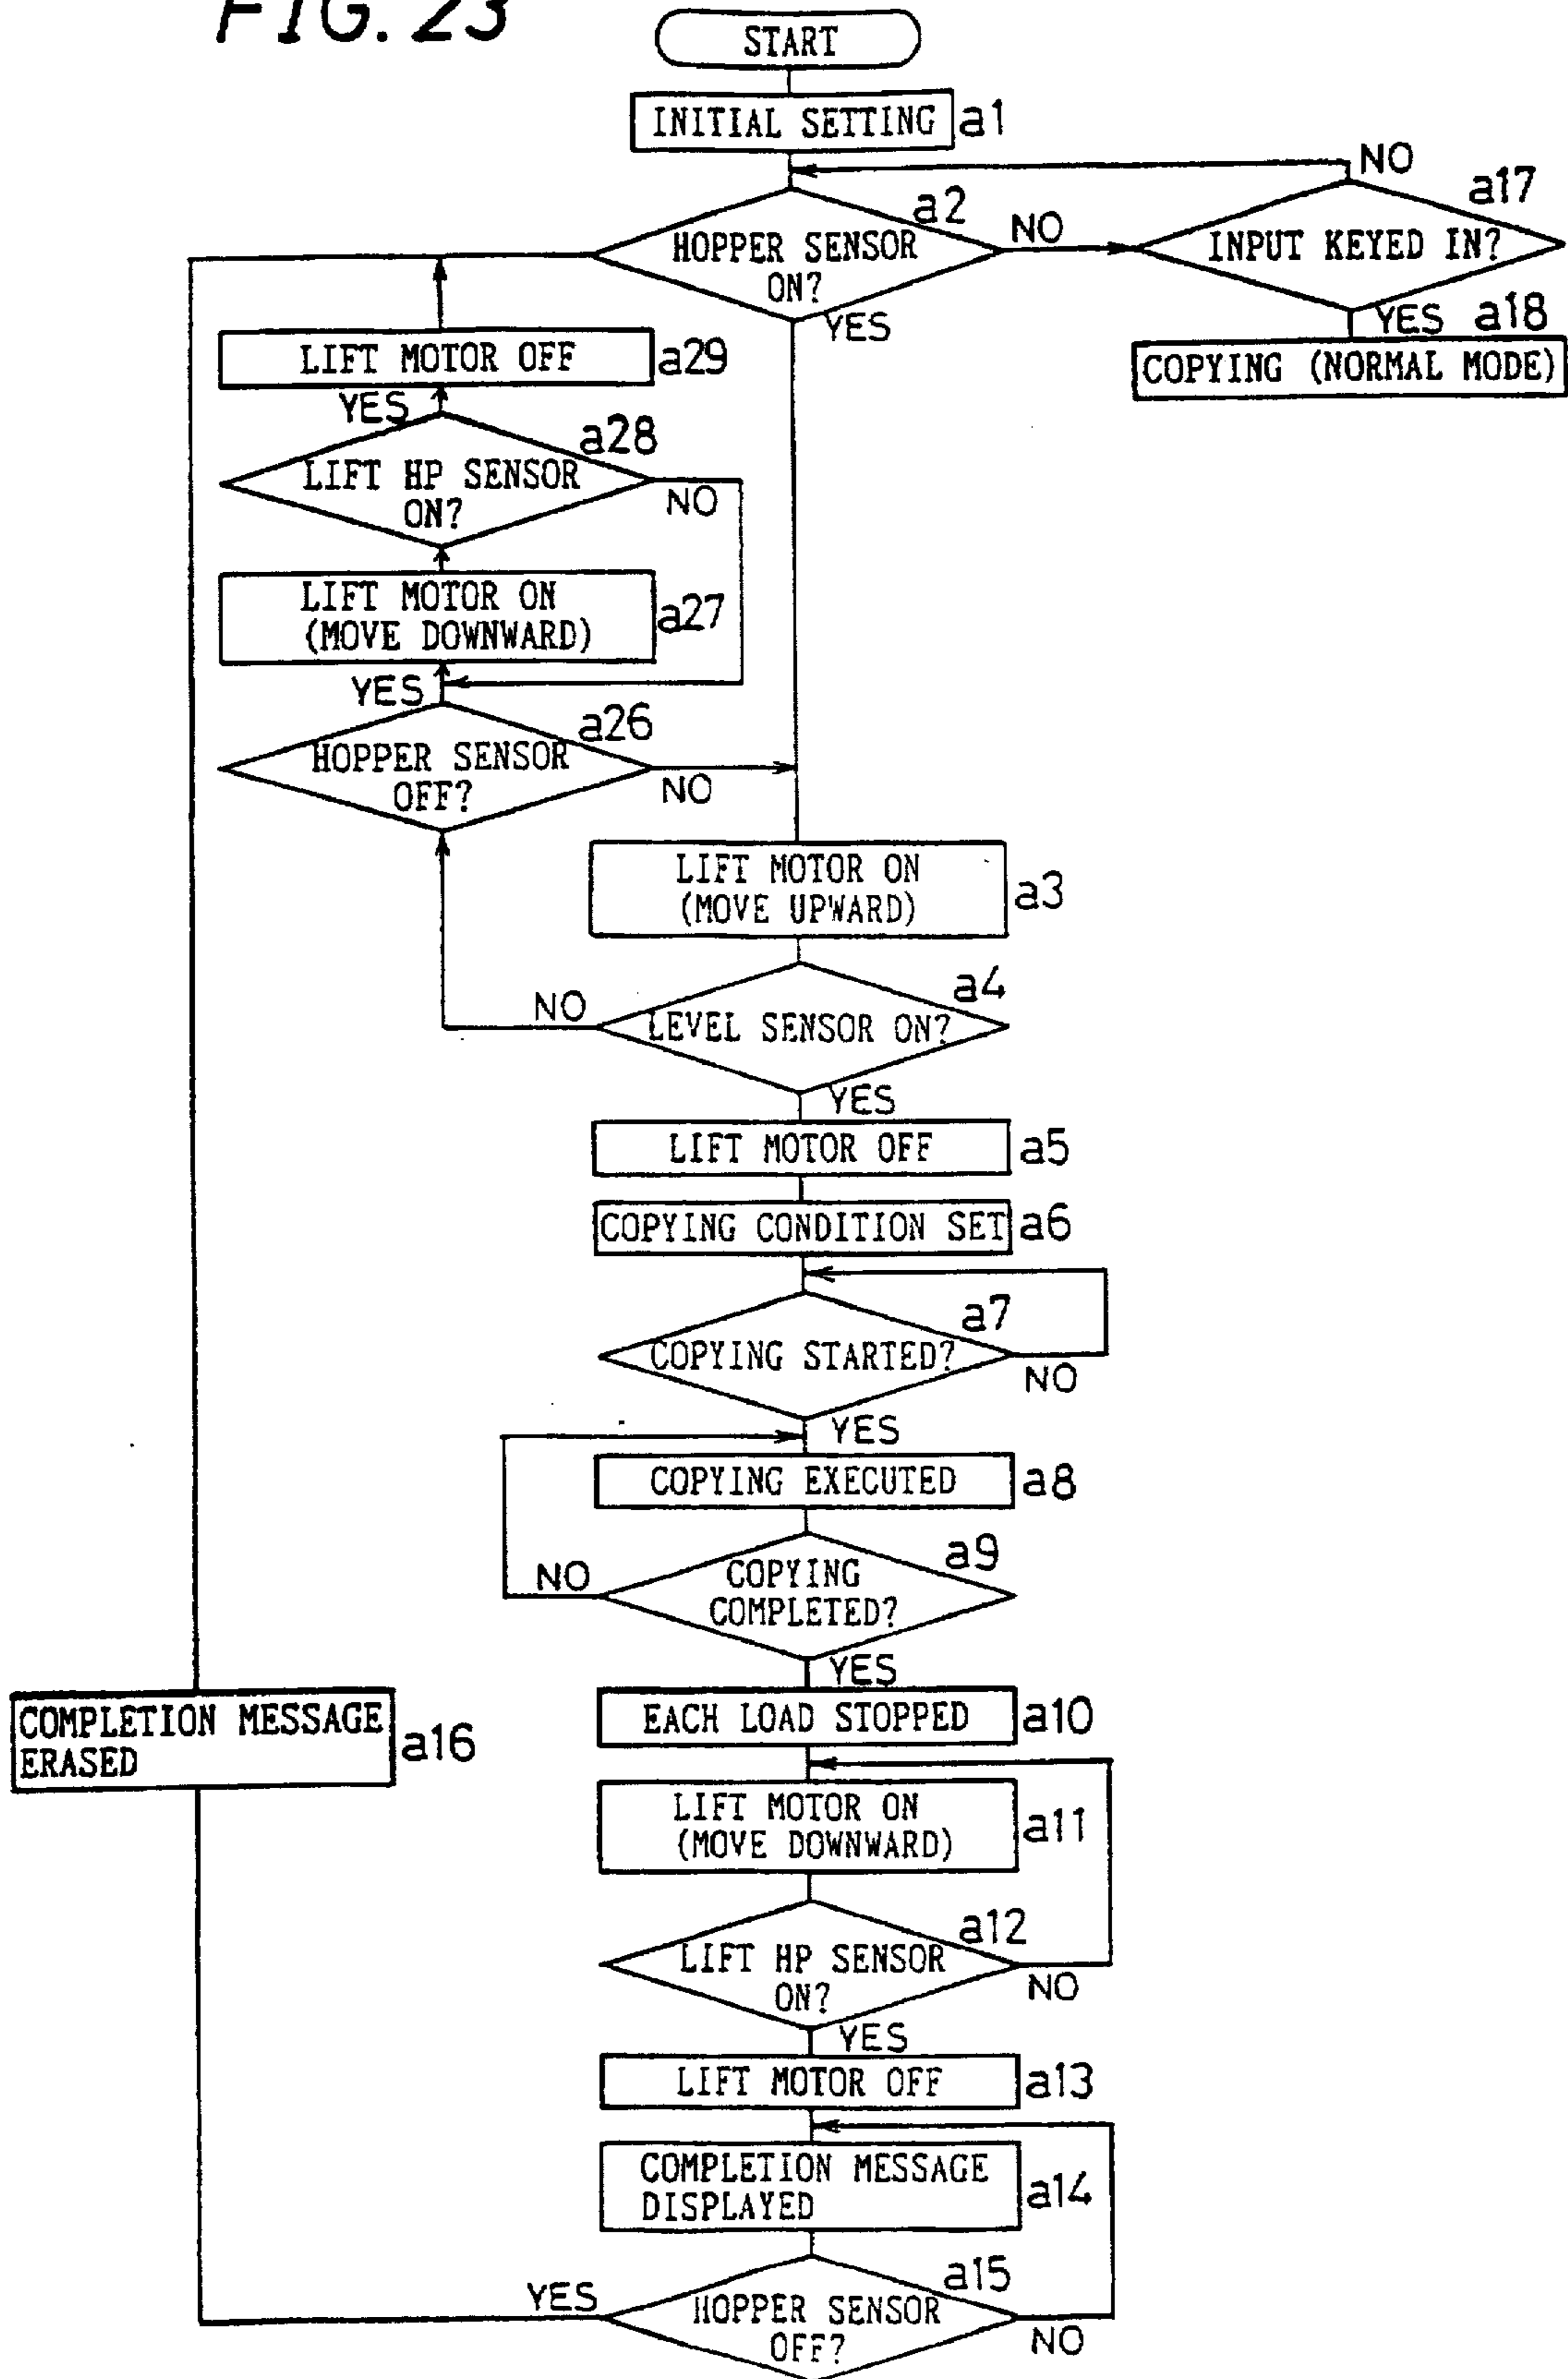 FIG. 23
START
INITIAL SETTING a1
NO
a17
a2
HOPPER SENSOR
ON?
NO
INPUT KEYED IN?
YES
YES a18
COPYING (NORMAL MODE)
LIFT MOTOR OFF a29
YES
a28
LIFT HP SENSOR
ON?
NO
LIFT MOTOR ON
(MOVE DOWNWARD)
a27
YES
a26
HOPPER SENSOR
OFF?
NO
LIFT MOTOR ON
(MOVE UPWARD)
a3
a4
NO
LEVEL SENSOR ON?
YES
LIFT MOTOR OFF a5
COPYING CONDITION SET a6
a7
COPYING STARTED?
NO
YES
COPYING EXECUTED a8
a9
NO
COPYING
COMPLETED?
YES
EACH LOAD STOPPED a10
COMPLETION MESSAGE
ERASED
a16
LIFT MOTOR ON
(MOVE DOWNWARD)
a11
a12
LIFT HP SENSOR
ON?
NO
YES
LIFT MOTOR OFF a13
COMPLETION MESSAGE
DISPLAYED
a14
a15
YES
HOPPER SENSOR
OFF?
NO